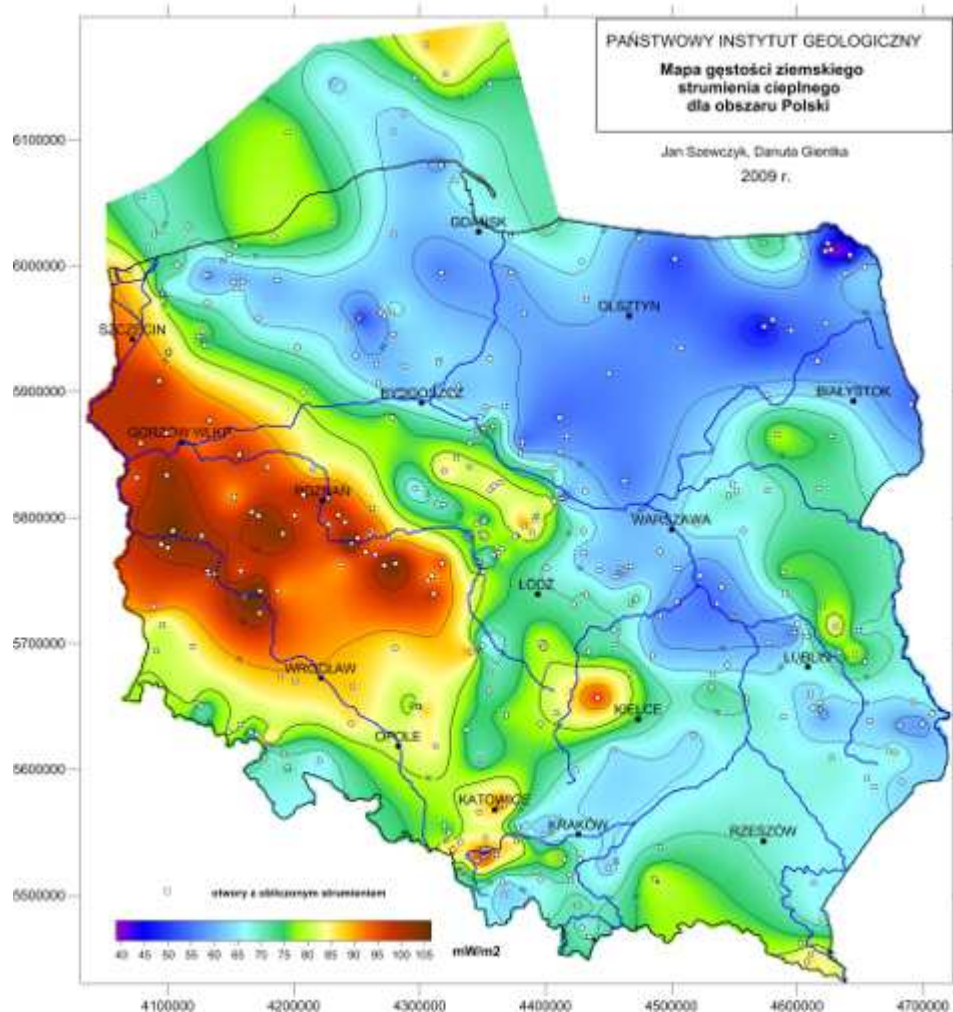 PAŃSTWOWY INSTYTUT GEOLOGICZNY
Mapa gęstości ziemskiego
strumienia cieplnego
dla obszaru Polski
Jan Szewczyk, Danuta Gientka
2009 r.
6100000
GDAŃSK
6000000
OLSZTYN
SZCZECIN
5900000
BYDGOSZCZ
BIAŁYSTOK
GORZÓW WLKP
POZNAŃ
5800000
WARSZAWA
ŁÓDŹ
5700000
WROCŁAW
LUBLIN
KIELCE
OPOLE
5600000
KATOWICE
KRAKÓW
RZESZÓW
5500000
otwory z obliczonym strumieniem
mW/m2
40 45 50 55 60 65 70 75 80 85 90 95 100 105
4100000 4200000 4300000 4400000 4500000 4600000 4700000